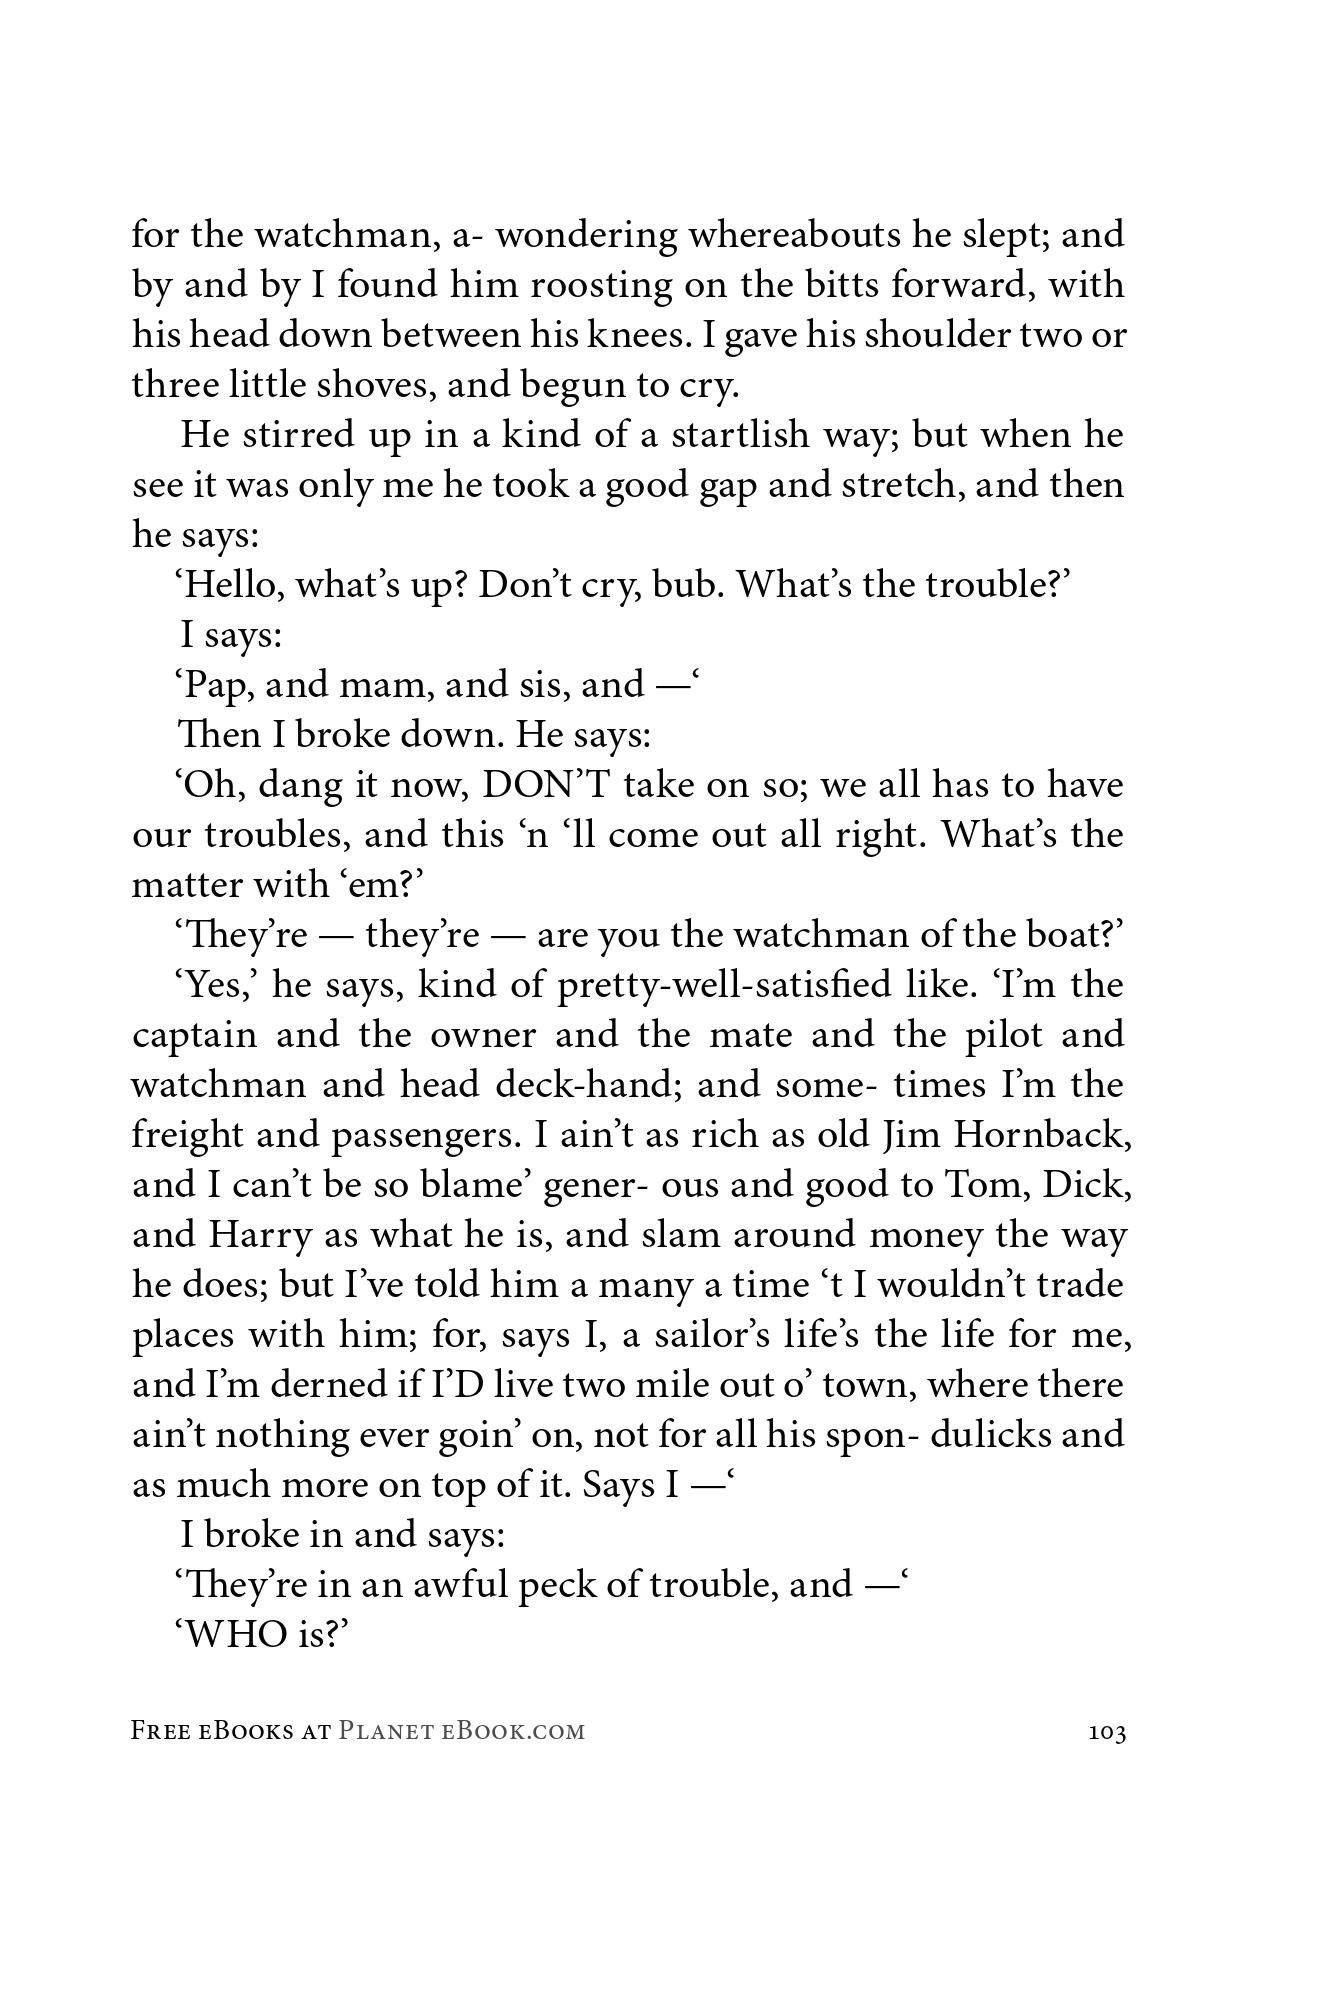 for the watchman, a- wondering whereabouts he slept; and
by and by I found him roosting on the bitts forward, with
his head down between his knees. I gave his shoulder two or
three little shoves, and begun to cry.
He stirred up in a kind of a startlish way; but when he
see it was only me he took a good gap and stretch, and then
he says:
‘Hello, what’s up? Don’t cry, bub. What’s the trouble?’
I says:
‘Pap, and mam, and sis, and —‘
Then I broke down. He says:
‘Oh, dang it now, DON’T take on so; we all has to have
our troubles, and this ‘n ‘ll come out all right. What’s the
matter with ‘em?’
‘They’re — they’re — are you the watchman of the boat?’
‘Yes,’ he says, kind of pretty-well-satisfied like. ‘I’m the
captain and the owner and the mate and the pilot and
watchman and head deck-hand; and some- times I’m the
freight and passengers. I ain’t as rich as old Jim Hornback,
and I can’t be so blame’ gener- ous and good to Tom, Dick,
and Harry as what he is, and slam around money the way
he does; but I’ve told him a many a time ‘t I wouldn’t trade
places with him; for, says I, a sailor’s life’s the life for me,
and I’m derned if I’D live two mile out o’ town, where there
ain’t nothing ever goin’ on, not for all his spon- dulicks and
as much more on top of it. Says I —‘
I broke in and says:
‘They’re in an awful peck of trouble, and —‘
‘WHO is?’
Free eBooks at Planet eBook.com 103